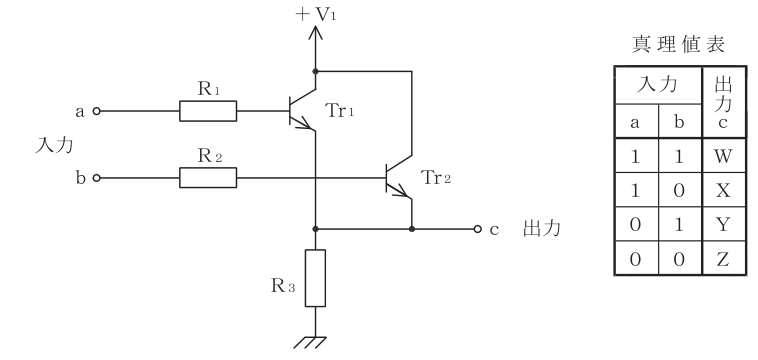 +V1
R1
a
Tr1
入力
R2
b
Tr2
c 出力
R3
真理値表
入力 出力
a b c
1 1 W
1 0 X
0 1 Y
0 0 Z